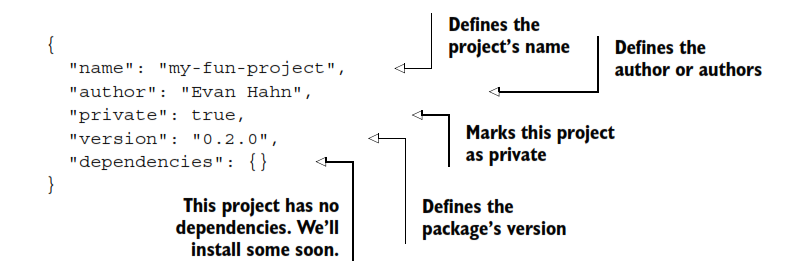 {
"name": "my-fun-project",
"author": "Evan Hahn",
"private": true,
"version": "0.2.0",
"dependencies": {}
}
Defines the
project's name
Defines the
author or authors
Marks this project
as private
Defines the
package's version
This project has no
dependencies. We'll
install some soon.